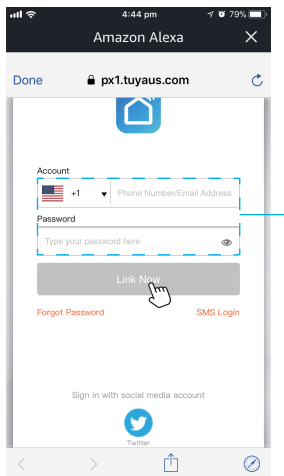 4:44 pm
79%
Amazon Alexa
Done
px1.tuyaus.com
Account
+1
Phone Number/Email Address
Password
Type your password here
Link Now
Forgot Password
SMS Login
Sign in with social media account
Twitter